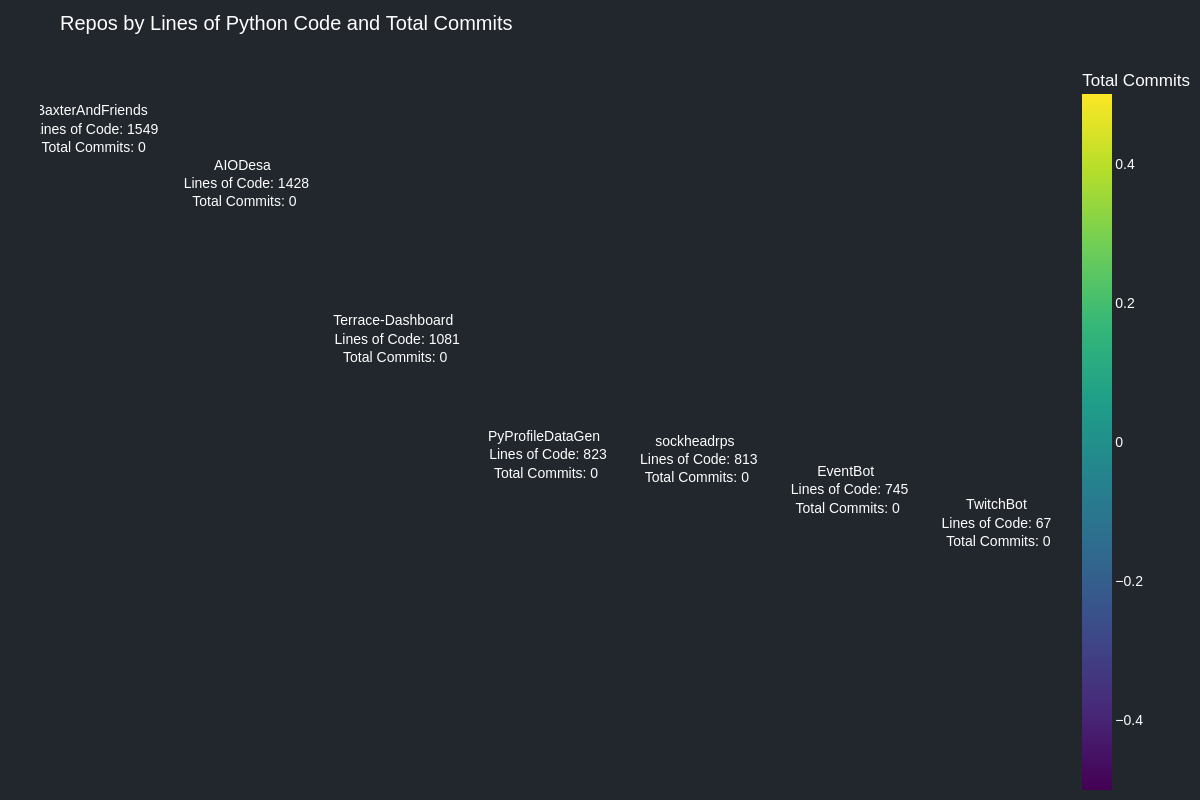 Repos by Lines of Python Code and Total Commits
Total Commits
BaxterAndFriends
ines of Code: 1549
Total Commits: 0
AIODesa
Lines of Code: 1428
Total Commits: 0
Terrace-Dashboard
Lines of Code: 1081
Total Commits: 0
PyProfileDataGen
Lines of Code: 823
Total Commits: 0
sockheadrps
Lines of Code: 813
Total Commits: 0
EventBot
Lines of Code: 745
Total Commits: 0
TwitchBot
Lines of Code: 67
Total Commits: 0
0.4
0.2
0
−0.2
−0.4